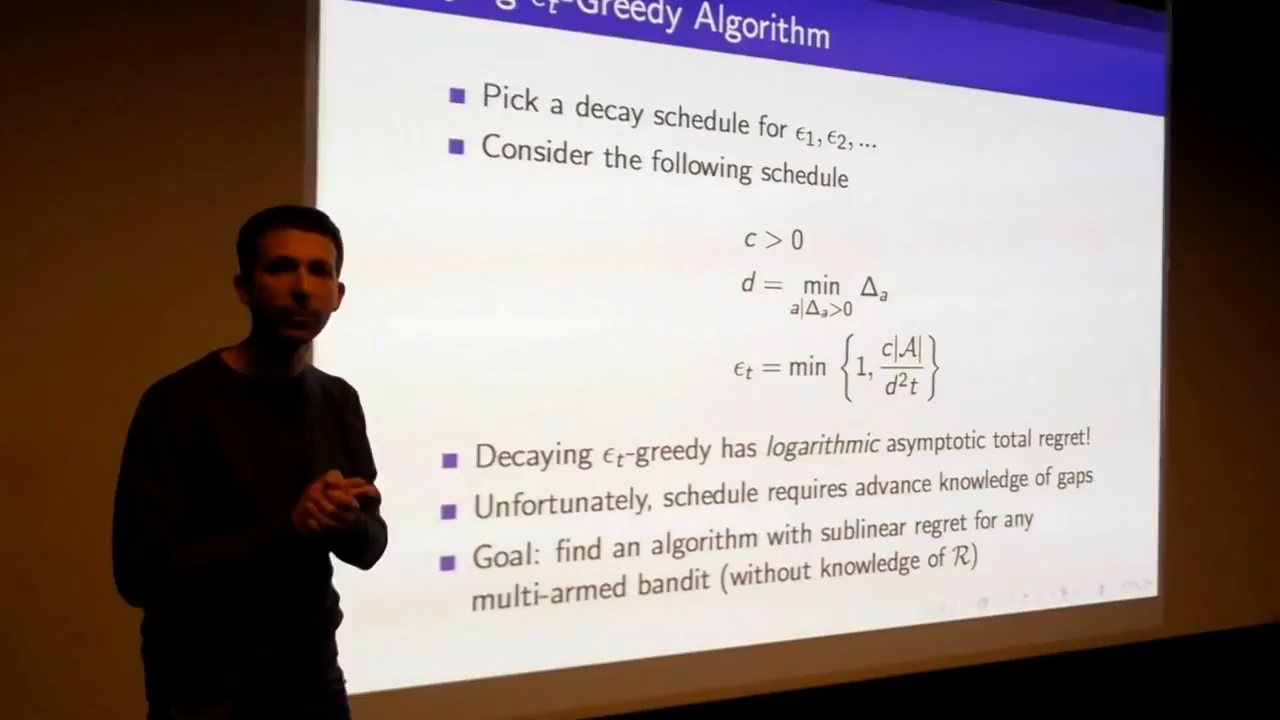 ϵₜ-Greedy Algorithm
Pick a decay schedule for ϵ₁, ϵ₂, ...
Consider the following schedule
c > 0
d = min Δₐ
a|Δₐ>0
ϵₜ = min {1, c|𝒜| / d²t}
Decaying ϵₜ-greedy has logarithmic asymptotic total regret!
Unfortunately, schedule requires advance knowledge of gaps
Goal: find an algorithm with sublinear regret for any
multi-armed bandit (without knowledge of ℛ)